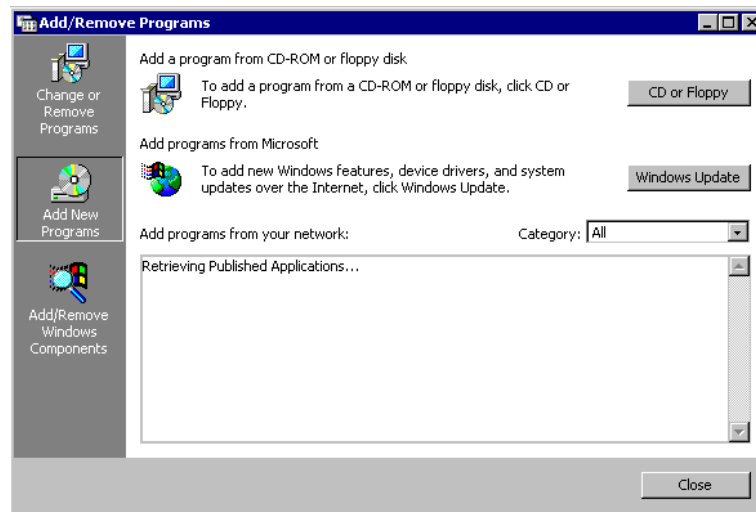 Add/Remove Programs
Change or
Remove
Programs
Add New
Programs
Add/Remove
Windows
Components
Add a program from CD-ROM or floppy disk
To add a program from a CD-ROM or floppy disk, click CD or
Floppy.
CD or Floppy
Add programs from Microsoft
To add new Windows features, device drivers, and system
updates over the Internet, click Windows Update.
Windows Update
Add programs from your network:
Category: All
Retrieving Published Applications...
Close